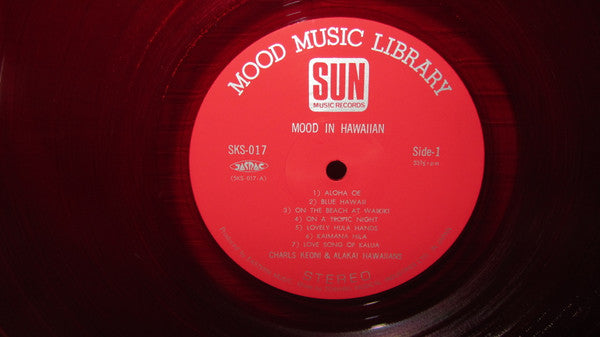 MOOD MUSIC LIBRARY
SUN
MUSIC RECORDS
MOOD IN HAWAIIAN
SKS-017
Side-1
JASRAC
33⅓ r.p.m
(SKS-017-A)
1) ALOHA OE
2) BLUE HAWAII
3) ON THE BEACH AT WAIKIKI
4) ON A TROPIC NIGHT
5) LOVELY HULA HANDS
6) KAIMANA HILA
7) LOVE SONG OF KALUA
CHARLS KEONI & ALAKAI HAWAIIANS
STEREO